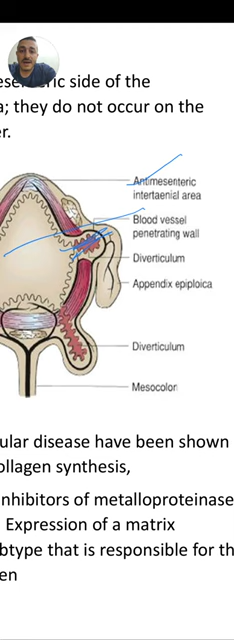 ric side of the
a; they do not occur on the
er.
Antimesenteric
intertaenial area
Blood vessel
penetrating wall
Diverticulum
Appendix epiploica
Diverticulum
Mesocolon
ular disease have been shown
ollagen synthesis,
nhibitors of metalloproteinase
Expression of a matrix
btype that is responsible for th
en